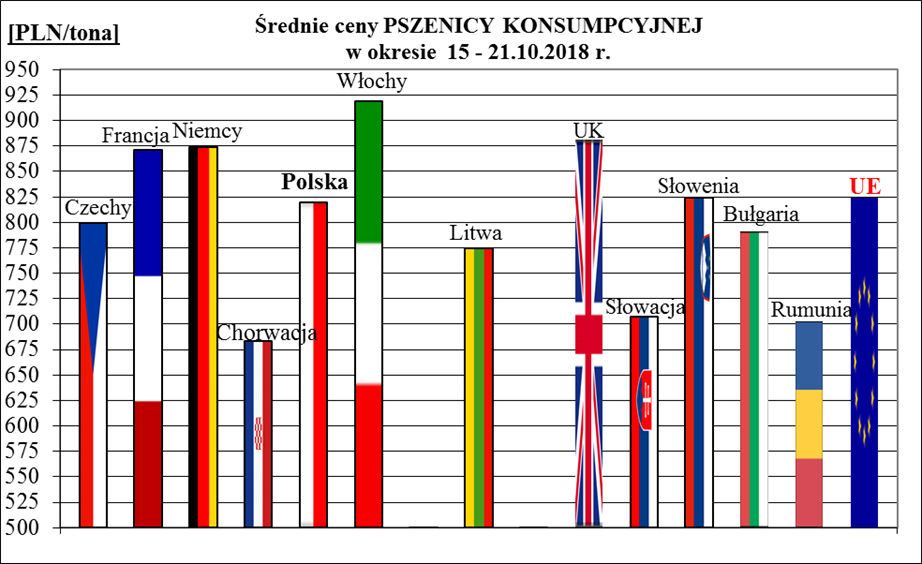 Średnie ceny PSZENICY KONSUMPCYJNEJ
w okresie 15 - 21.10.2018 r.
[PLN/tona]
950
925
900
875
850
825
800
775
750
725
700
675
650
625
600
575
550
525
500
Czechy
Francja
Niemcy
Chorwacja
Polska
Włochy
Litwa
UK
Słowacja
Słowenia
Bułgaria
Rumunia
UE